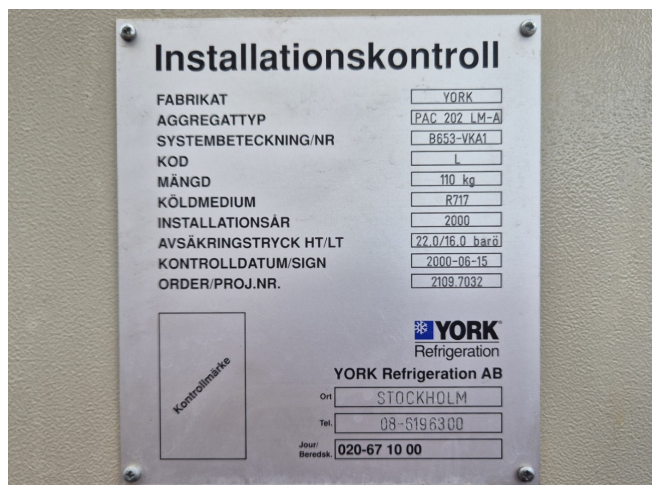 Installationskontroll
FABRIKAT YORK
AGGREGATTYP PAC 202 LM-A
SYSTEMBETECKNING/NR B653-VKA1
KOD L
MÄNGD 110 kg
KÖLDMEDIUM R717
INSTALLATIONSÅR 2000
AVSÄKRINGSTRYCK HT/LT 22.0/16.0 barö
KONTROLLDATUM/SIGN 2000-06-15
ORDER/PROJ.NR. 2109.7032
YORK
Refrigeration
YORK Refrigeration AB
Kontrollmärke
Ort STOCKHOLM
Tel. 08-5196300
Jour/
Beredsk. 020-67 10 00